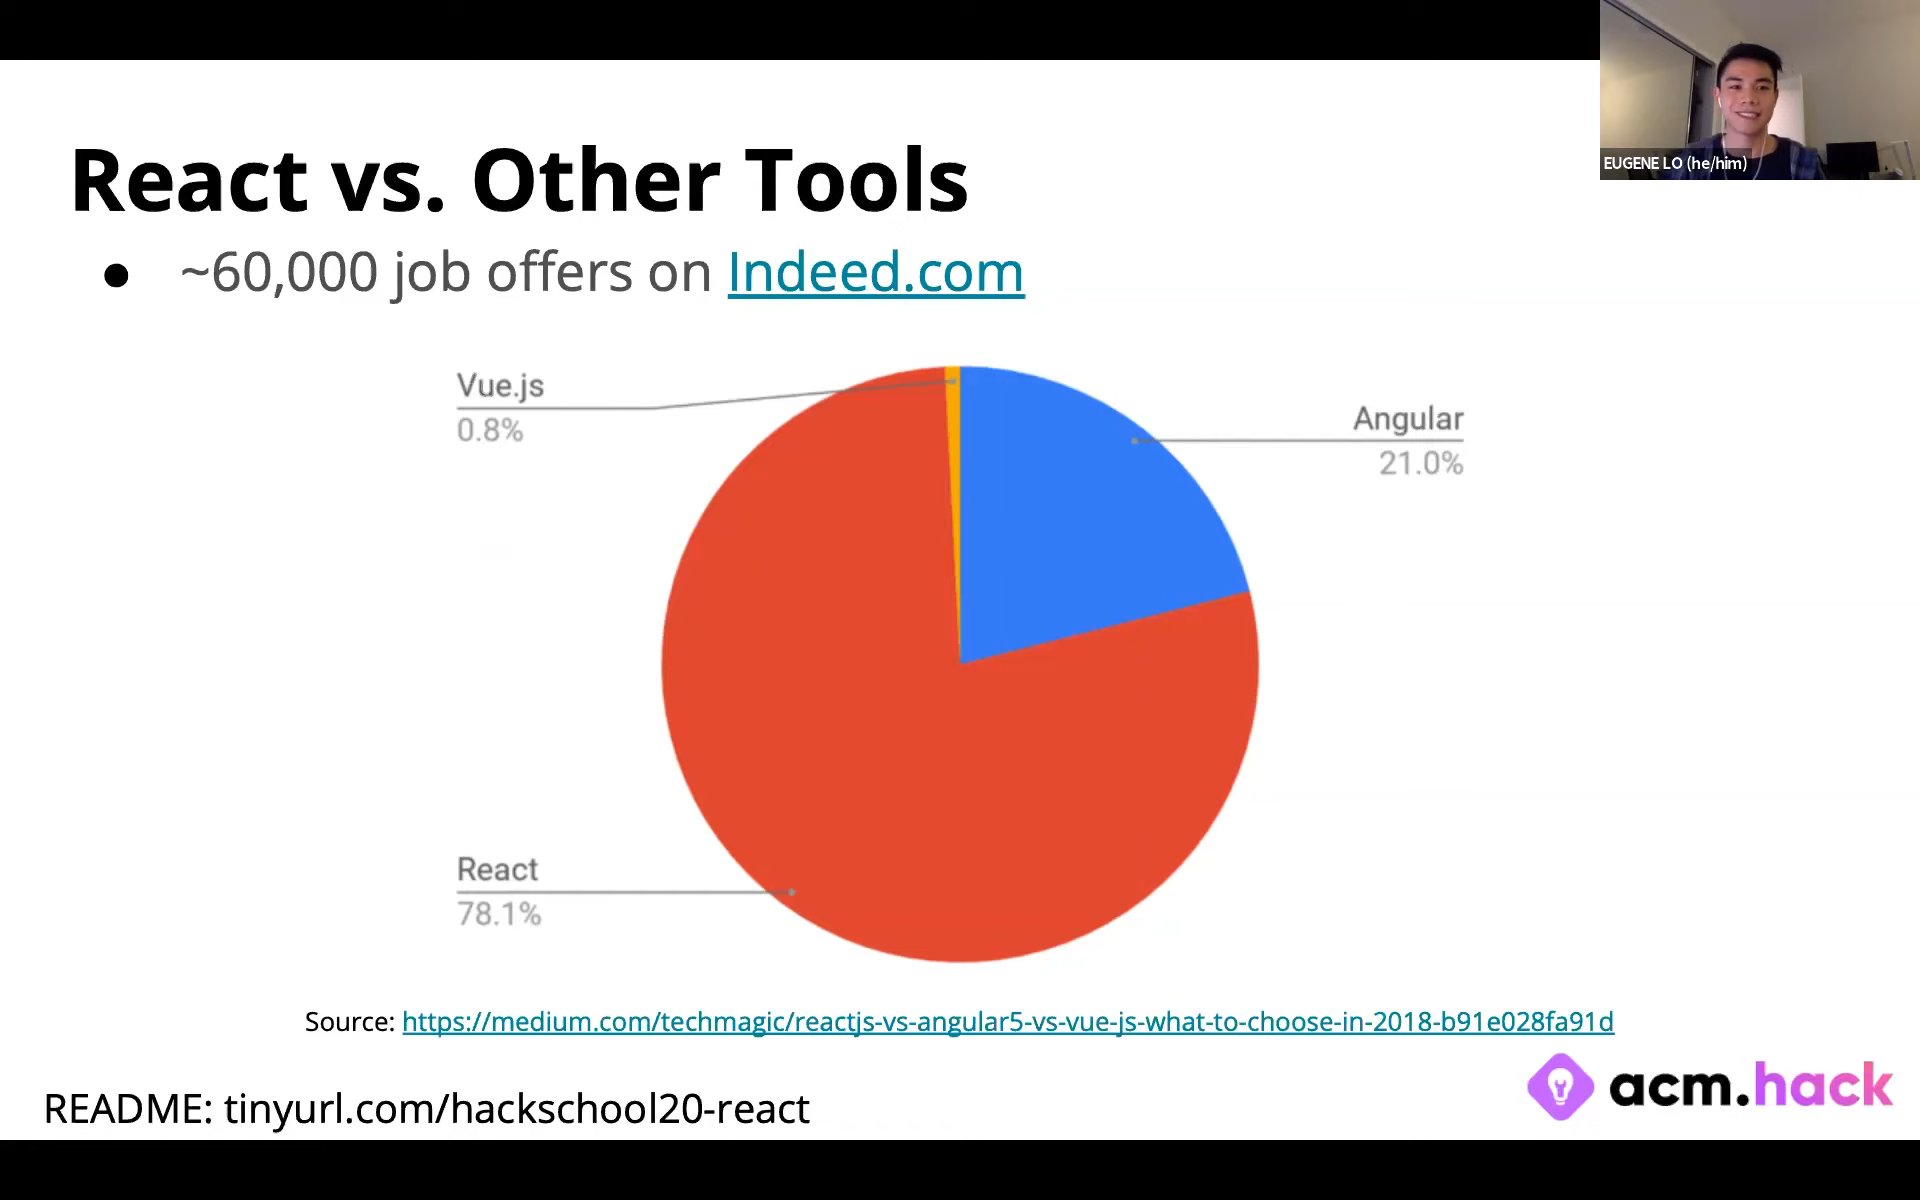 EUGENE LO (he/him)
React vs. Other Tools
● ~60,000 job offers on Indeed.com
Vue.js
0.8%
Angular
21.0%
React
78.1%
Source: https://medium.com/techmagic/reactjs-vs-angular5-vs-vue-js-what-to-choose-in-2018-b91e028fa91d
acm.hack
README: tinyurl.com/hackschool20-react